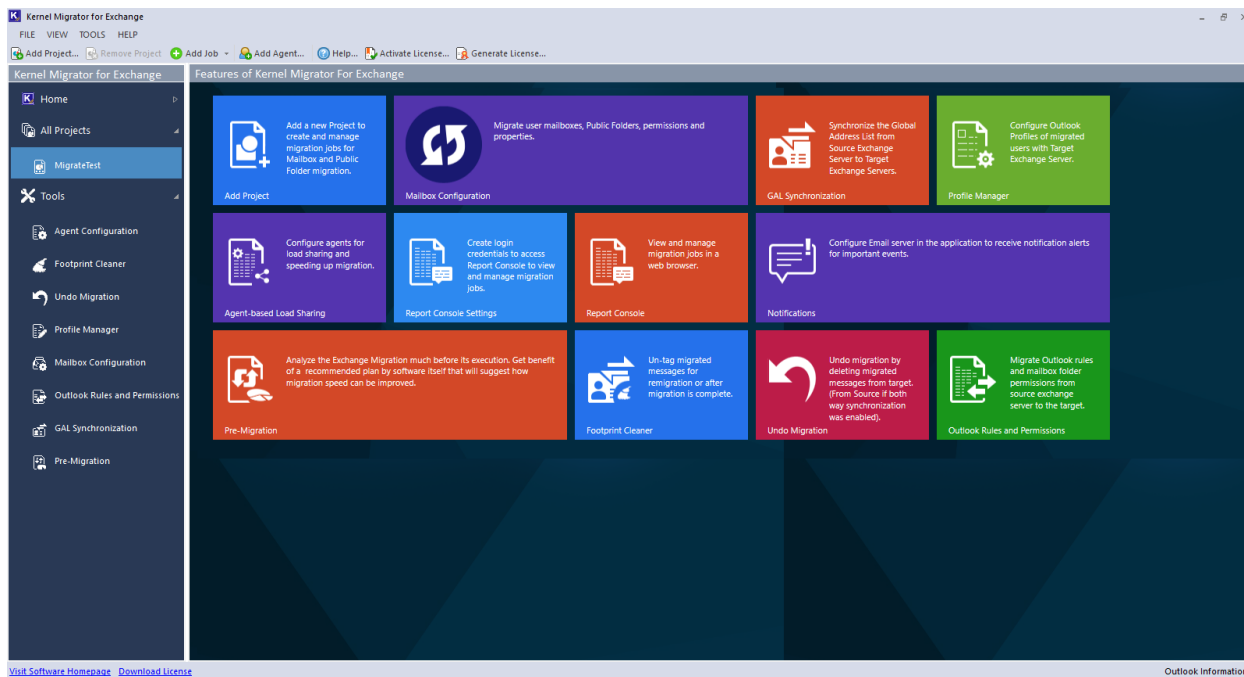 Kernel Migrator for Exchange
FILE VIEW TOOLS HELP
Add Project... Remove Project Add Job Add Agent... Help... Activate License... Generate License...
Kernel Migrator for Exchange
Home
All Projects
MigrateTest
Tools
Agent Configuration
Footprint Cleaner
Undo Migration
Profile Manager
Mailbox Configuration
Outlook Rules and Permissions
GAL Synchronization
Pre-Migration
Features of Kernel Migrator For Exchange
Add a new Project to
create and manage
migration jobs for
Mailbox and Public
Folder migration.
Add Project
Migrate user mailboxes, Public Folders, permissions and
properties.
Mailbox Configuration
Synchronize the Global
Address List from
Source Exchange
Server to Target
Exchange Servers.
GAL Synchronization
Configure Outlook
Profiles of migrated
users with Target
Exchange Server.
Profile Manager
Configure agents for
load sharing and
speeding up migration.
Agent-based Load Sharing
Create login
credentials to access
Report Console to view
and manage migration
jobs.
Report Console Settings
View and manage
migration jobs in a
web browser.
Report Console
Configure Email server in the application to receive notification alerts
for important events.
Notifications
Analyze the Exchange Migration much before its execution. Get benefit
of a recommended plan by software itself that will suggest how
migration speed can be improved.
Pre-Migration
Un-tag migrated
messages for
remigration or after
migration is complete.
Footprint Cleaner
Undo migration by
deleting migrated
messages from target.
(From Source if both
way synchronization
was enabled).
Undo Migration
Migrate Outlook rules
and mailbox folder
permissions from
source exchange
server to the target.
Outlook Rules and Permissions
Visit Software Homepage Download License
Outlook Information